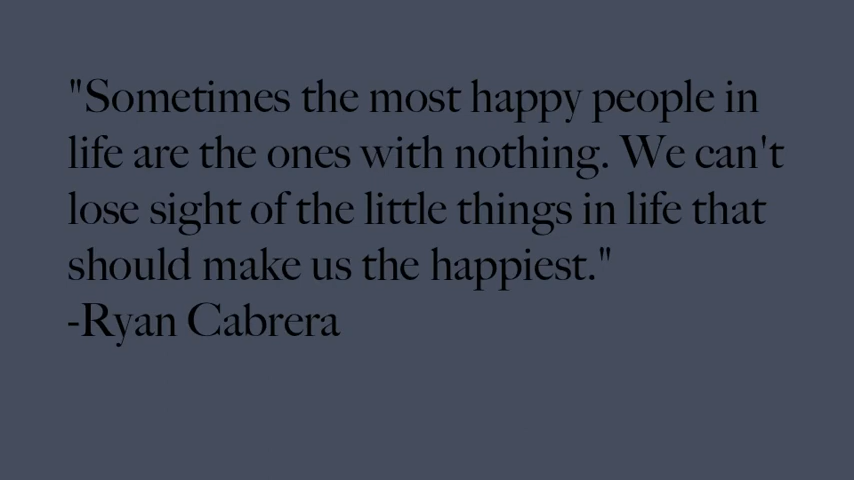 "Sometimes the most happy people in
life are the ones with nothing. We can't
lose sight of the little things in life that
should make us the happiest."
-Ryan Cabrera